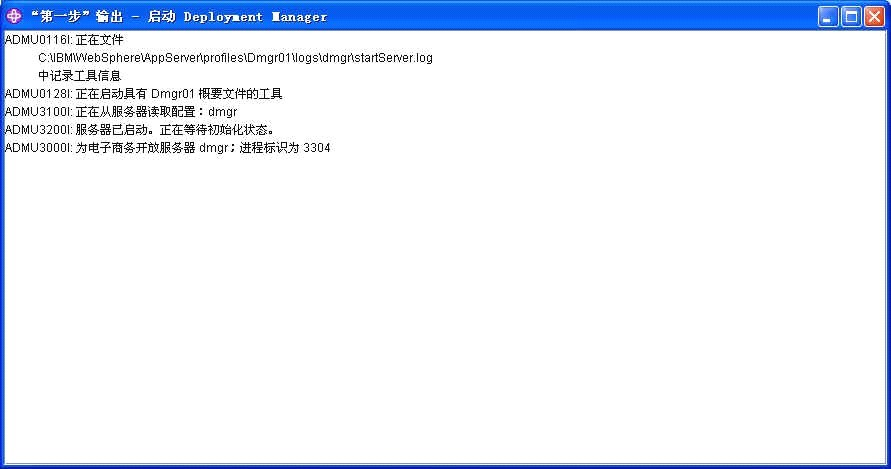 “第一步”输出 - 启动 Deployment Manager
ADMU0116I: 正在文件
C:\IBM\WebSphere\AppServer\profiles\Dmgr01\logs\dmgr\startServer.log
中记录工具信息
ADMU0128I: 正在启动具有 Dmgr01 概要文件的工具
ADMU3100I: 正在从服务器读取配置：dmgr
ADMU3200I: 服务器已启动。正在等待初始化状态。
ADMU3000I: 为电子商务开放服务器 dmgr；进程标识为 3304